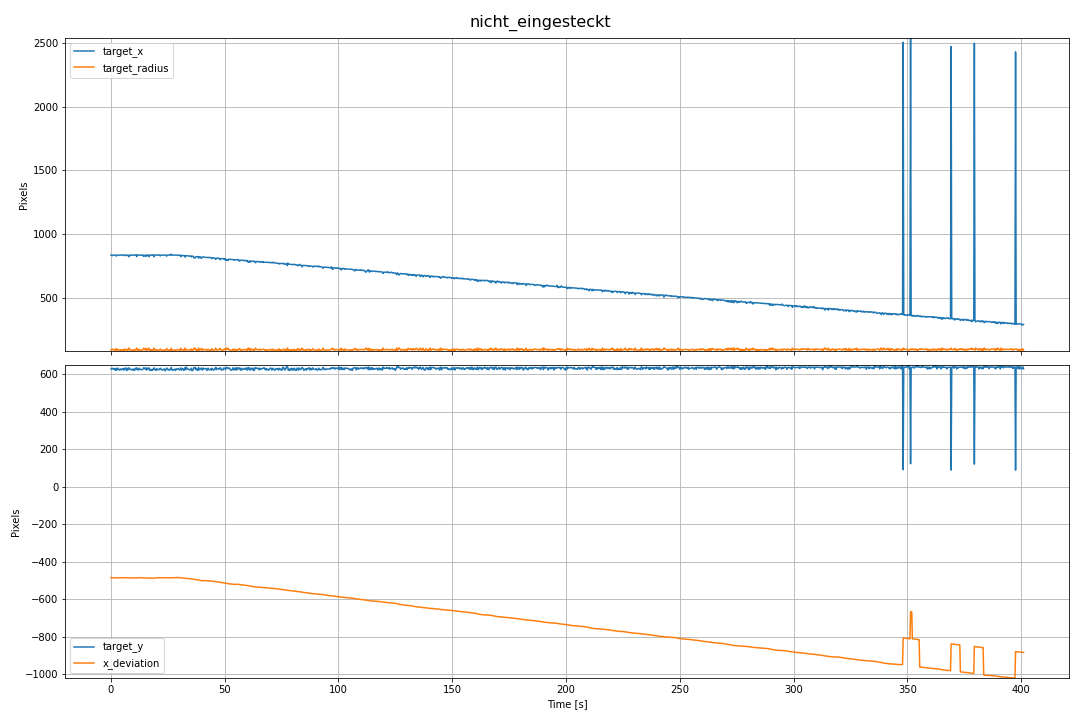 nicht_eingesteckt
target_x
target_radius
2500
2000
1500
1000
500
Pixels
600
400
200
0
−200
−400
−600
−800
−1000
Pixels
target_y
x_deviation
0
50
100
150
200
250
300
350
400
Time [s]